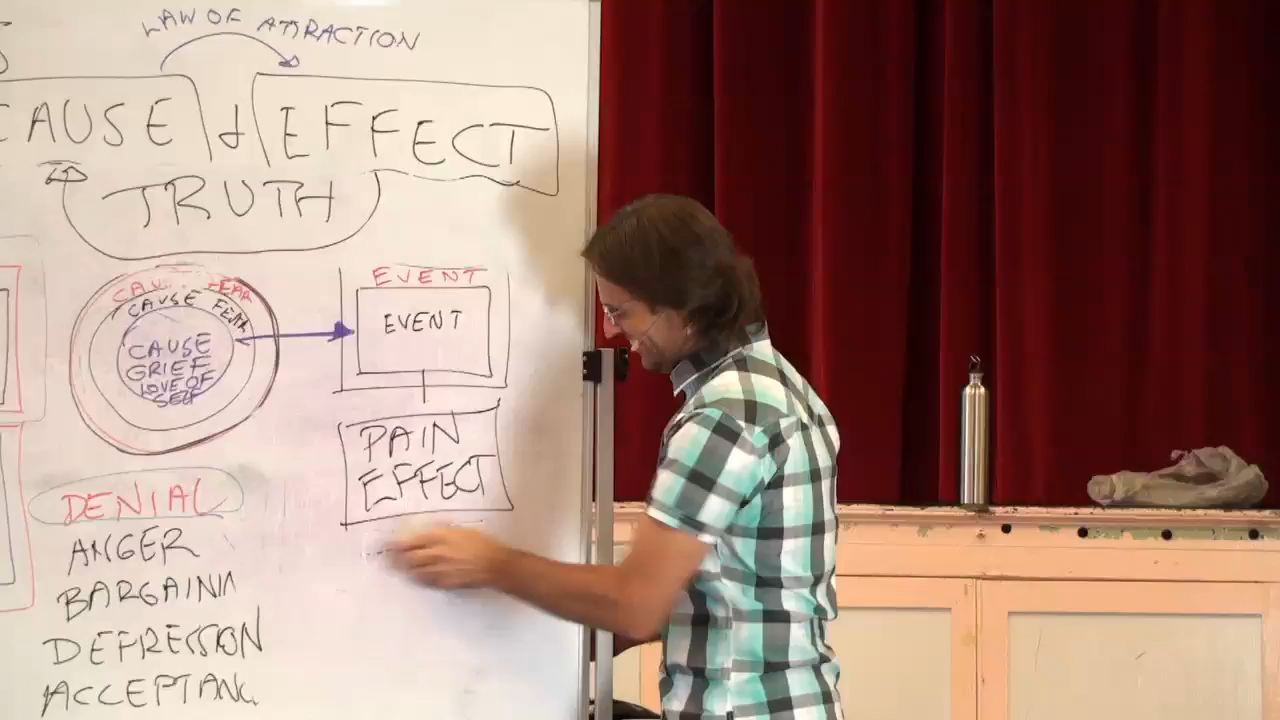 LAW OF ATTRACTION
CAUSE & EFFECT
TRUTH
CAU FEAR
CAUSE FEAR
CAUSE
GRIEF
LOVE OF
SELF
EVENT
EVENT
PAIN
EFFECT
DENIAL
ANGER
BARGAININ
DEPRESSION
ACCEPTANC